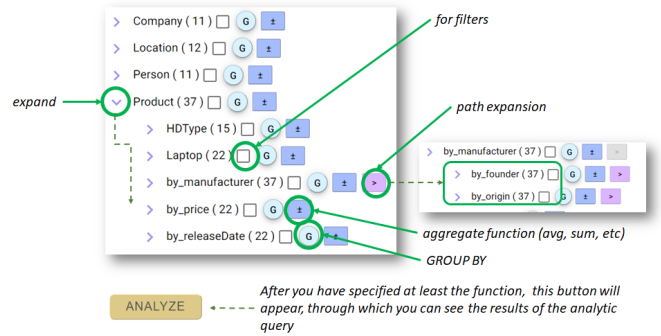 for filters
Company ( 11 ) G ±
Location ( 12 ) G ±
Person ( 11 ) G ±
expand
Product ( 37 ) G ±
path expansion
HDType ( 15 ) G ±
Laptop ( 22 ) G ±
by_manufacturer ( 37 ) G ± >
by_manufacturer ( 37 ) G ± >
by_founder ( 37 ) G ± >
by_origin ( 37 ) G ± >
by_price ( 22 ) G ±
by_releaseDate ( 22 ) G ±
aggregate function (avg, sum, etc)
GROUP BY
ANALYZE
After you have specified at least the function, this button will
appear, through which you can see the results of the analytic
query